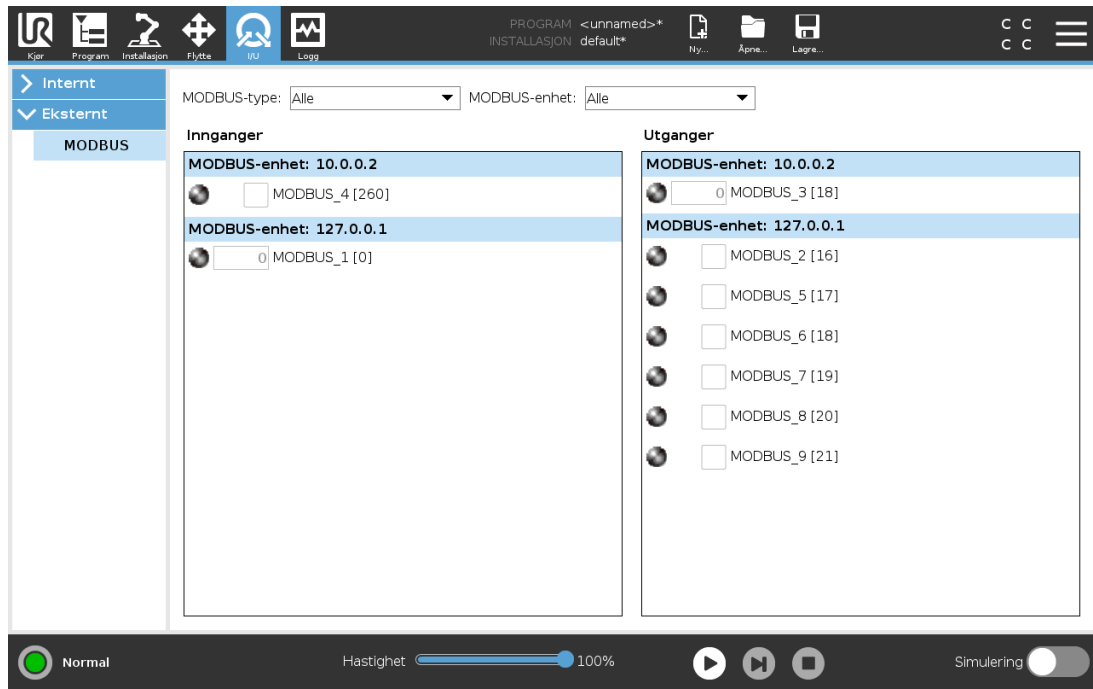 PROGRAM <unnamed>*
INSTALLASJON default*
UR
Kjør Program Installasjon Flytte I/U Logg
Ny... Åpne... Lagre...
C C
C C
Internt
Eksternt
MODBUS
MODBUS-type: Alle MODBUS-enhet: Alle
Innganger
MODBUS-enhet: 10.0.0.2
MODBUS_4 [260]
MODBUS-enhet: 127.0.0.1
0 MODBUS_1 [0]
Utganger
MODBUS-enhet: 10.0.0.2
0 MODBUS_3 [18]
MODBUS-enhet: 127.0.0.1
MODBUS_2 [16]
MODBUS_5 [17]
MODBUS_6 [18]
MODBUS_7 [19]
MODBUS_8 [20]
MODBUS_9 [21]
Normal
Hastighet 100%
Simulering